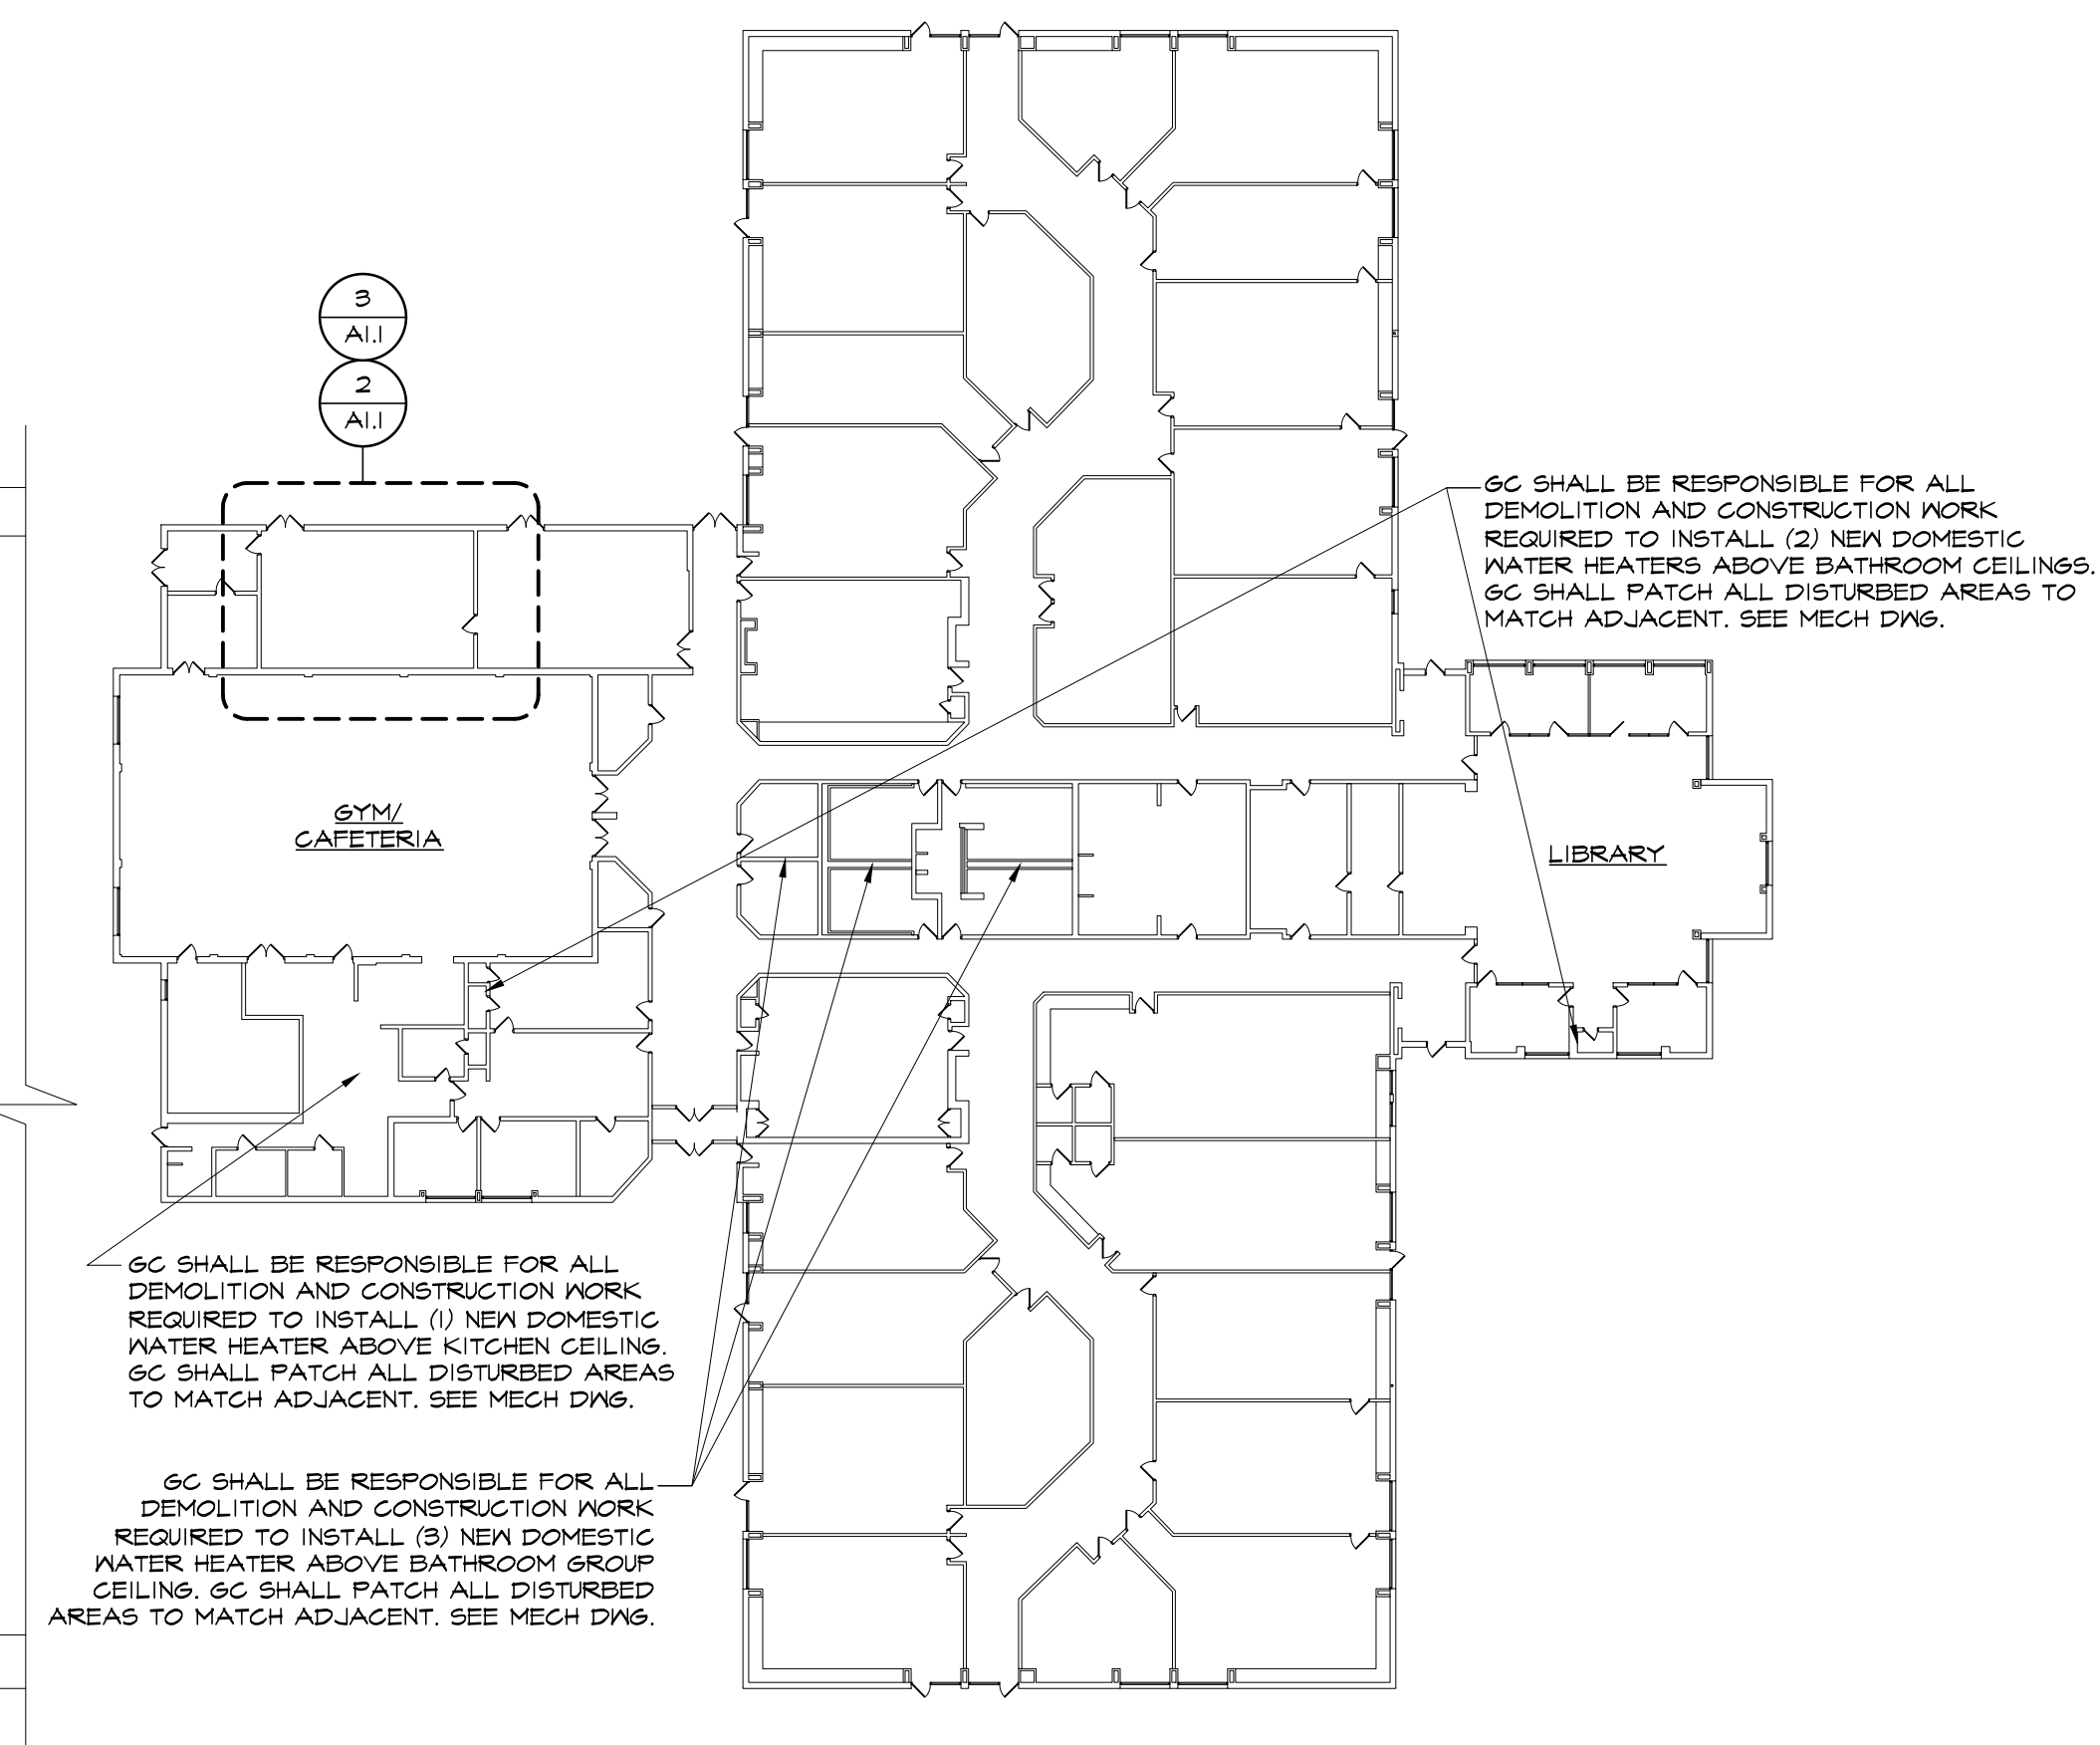 3
A1.1
2
A1.1
GC SHALL BE RESPONSIBLE FOR ALL
DEMOLITION AND CONSTRUCTION WORK
REQUIRED TO INSTALL (2) NEW DOMESTIC
WATER HEATERS ABOVE BATHROOM CEILINGS.
GC SHALL PATCH ALL DISTURBED AREAS TO
MATCH ADJACENT. SEE MECH DWG.
GYM/
CAFETERIA
LIBRARY
GC SHALL BE RESPONSIBLE FOR ALL
DEMOLITION AND CONSTRUCTION WORK
REQUIRED TO INSTALL (1) NEW DOMESTIC
WATER HEATER ABOVE KITCHEN CEILING.
GC SHALL PATCH ALL DISTURBED AREAS
TO MATCH ADJACENT. SEE MECH DWG.
GC SHALL BE RESPONSIBLE FOR ALL
DEMOLITION AND CONSTRUCTION WORK
REQUIRED TO INSTALL (3) NEW DOMESTIC
WATER HEATER ABOVE BATHROOM GROUP
CEILING. GC SHALL PATCH ALL DISTURBED
AREAS TO MATCH ADJACENT. SEE MECH DWG.